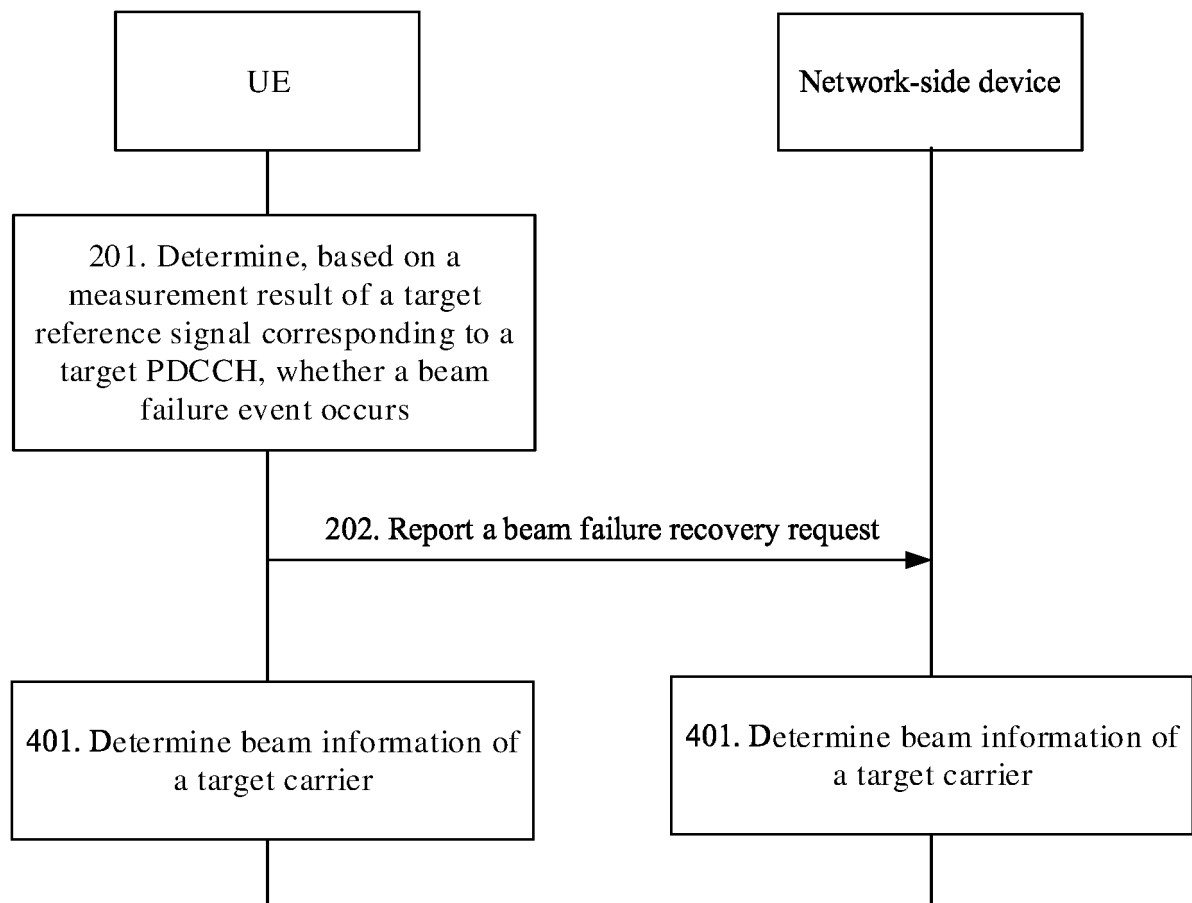 UE
Network-side device
201. Determine, based on a
measurement result of a target
reference signal corresponding to a
target PDCCH, whether a beam
failure event occurs
202. Report a beam failure recovery request
401. Determine beam information of
a target carrier
401. Determine beam information of
a target carrier